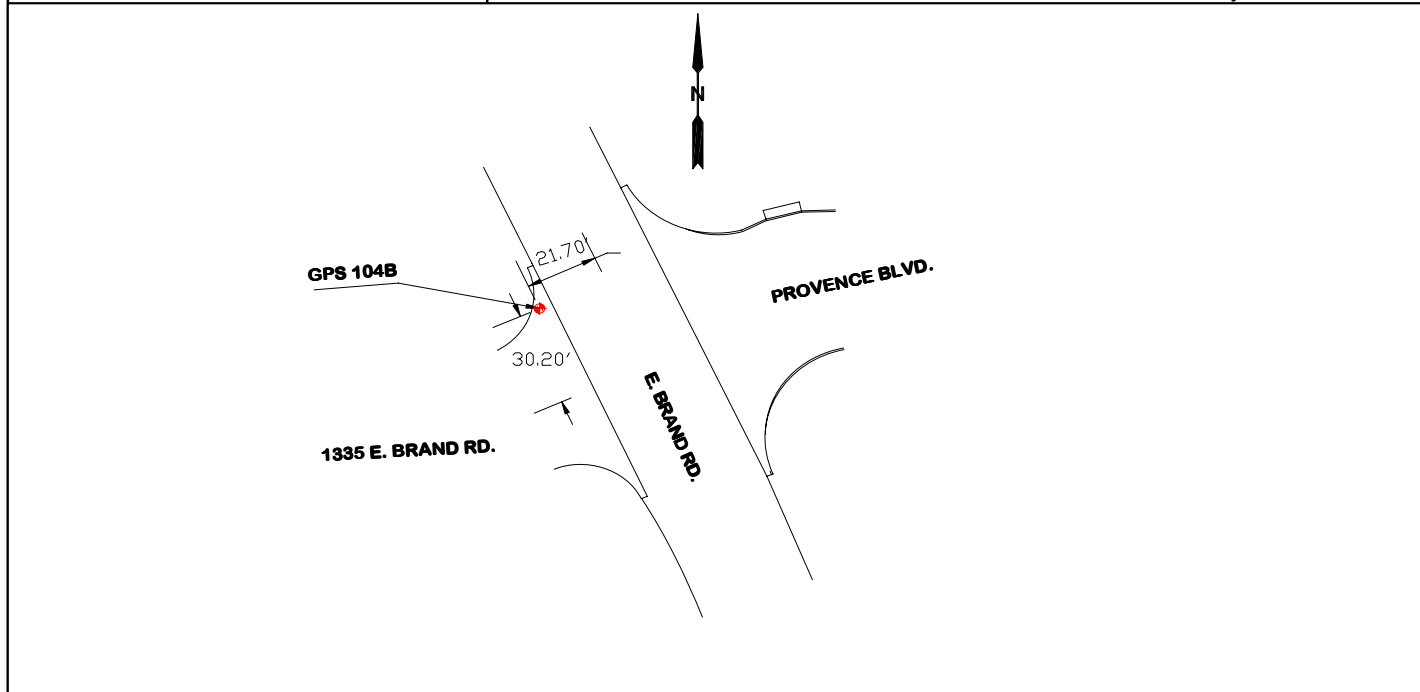 N
21.70'
GPS 104B
PROVENCE BLVD.
30.20'
E. BRAND RD.
1335 E. BRAND RD.